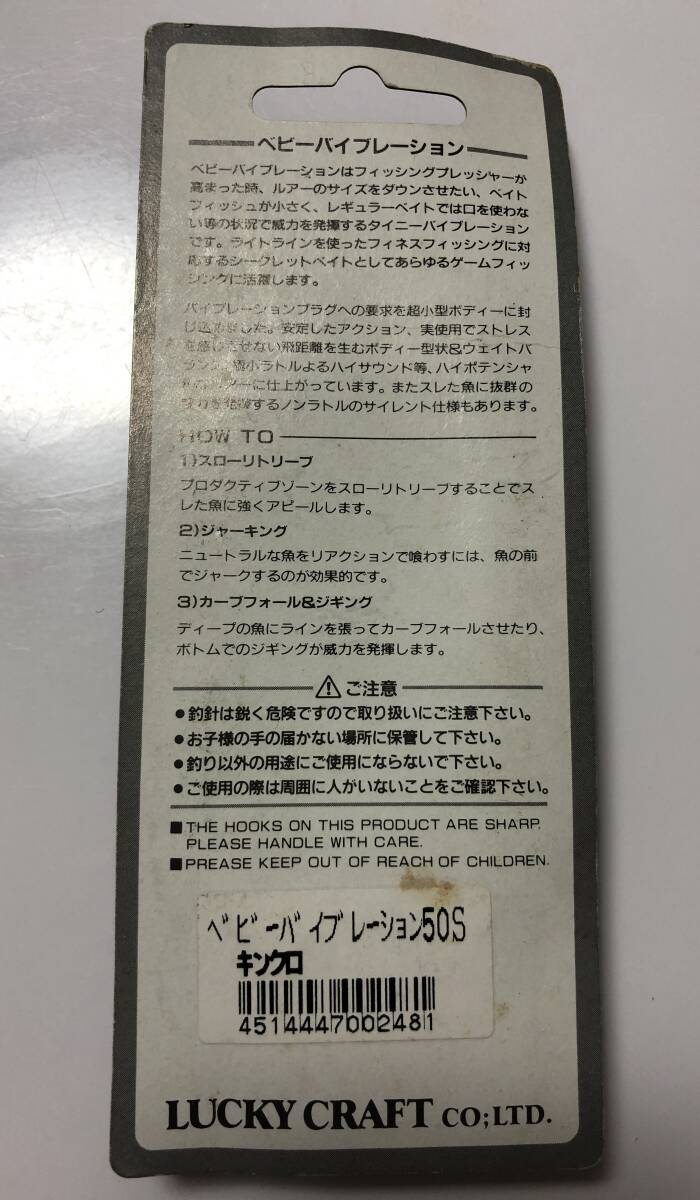 ベビーバイブレーション
ベビーバイブレーションはフィッシングプレッシャーが
高まった時、ルアーのサイズをダウンさせたい、ベイト
フィッシュが小さく、レギュラーベイトでは口を使わな
い等の状況で威力を発揮するタイニーバイブレーション
です。ライトラインを使ったフィネスフィッシングに対
応するシークレットベイトとしてあらゆるゲームフィッ
シングに活躍します。
バイブレーションプラグへの要求を超小型ボディーに封
じ込めました。安定したアクション、実使用でストレス
を感じさせない飛距離を生むボディー型状&ウェイトバ
ランス、極小ラトルよるハイサウンド等、ハイポテンシャ
に仕上がっています。またスレた魚に抜群の
を発揮するノンラトルのサイレント仕様もあります。
HOW TO
1)スローリトリーブ
プロダクティブゾーンをスローリトリーブすることでス
レた魚に強くアピールします。
2)ジャーキング
ニュートラルな魚をリアクションで喰わすには、魚の前
でジャークするのが効果的です。
3)カーブフォール&ジギング
ディープの魚にラインを張ってカーブフォールさせたり、
ボトムでのジギングが威力を発揮します。
⚠ご注意
●釣針は鋭く危険ですので取り扱いにご注意下さい。
●お子様の手の届かない場所に保管して下さい。
●釣り以外の用途にご使用にならないで下さい。
●ご使用の際は周囲に人がいないことをご確認下さい。
■THE HOOKS ON THIS PRODUCT ARE SHARP.
PLEASE HANDLE WITH CARE.
■PREASE KEEP OUT OF REACH OF CHILDREN.
ベビーバイブレーション50S
キンクロ
4514447002481
LUCKY CRAFT CO;LTD.